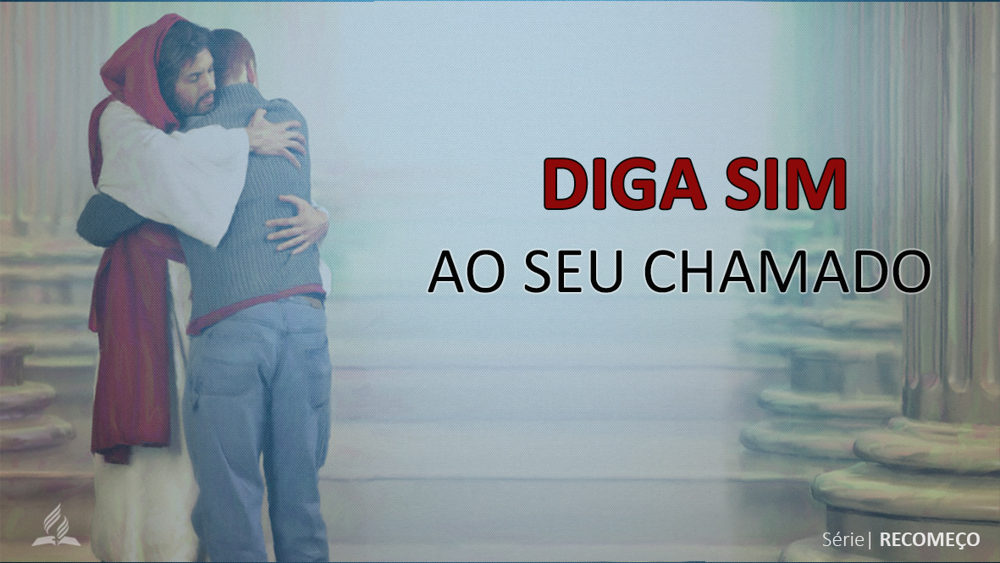 DIGA SIM
AO SEU CHAMADO
Série| RECOMEÇO